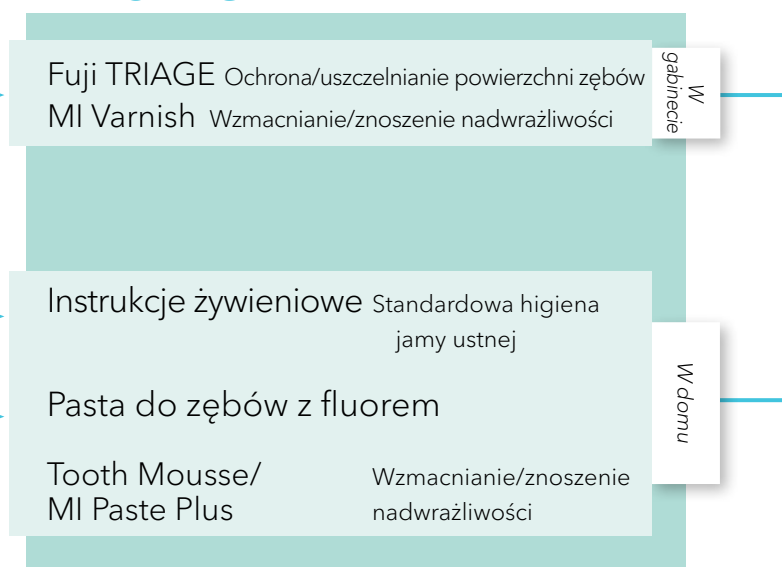 Fuji TRIAGE Ochrona/uszczelnianie powierzchni zębów
MI Varnish Wzmacnianie/znoszenie nadwrażliwości
W
gabinecie
Instrukcje żywieniowe Standardowa higiena
jamy ustnej
Pasta do zębów z fluorem
Tooth Mousse/ Wzmacnianie/znoszenie
MI Paste Plus nadwrażliwości
W domu